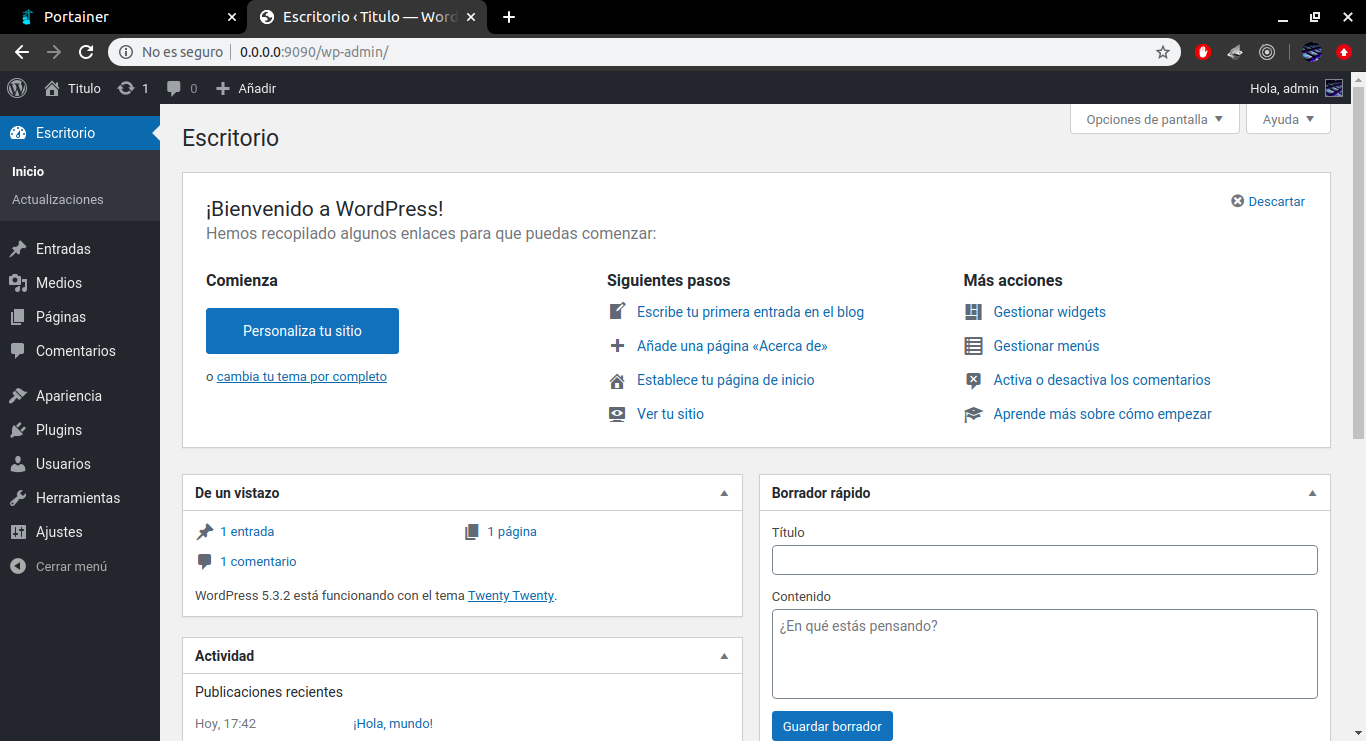 Portainer
Escritorio ‹ Titulo — Word
No es seguro
0.0.0.0:9090/wp-admin/
Titulo
1
0
Añadir
Hola, admin
Escritorio
Inicio
Actualizaciones
Entradas
Medios
Páginas
Comentarios
Apariencia
Plugins
Usuarios
Herramientas
Ajustes
Cerrar menú
Opciones de pantalla
Ayuda
Escritorio
¡Bienvenido a WordPress!
Descartar
Hemos recopilado algunos enlaces para que puedas comenzar:
Comienza
Personaliza tu sitio
o cambia tu tema por completo
Siguientes pasos
Escribe tu primera entrada en el blog
Añade una página «Acerca de»
Establece tu página de inicio
Ver tu sitio
Más acciones
Gestionar widgets
Gestionar menús
Activa o desactiva los comentarios
Aprende más sobre cómo empezar
De un vistazo
1 entrada
1 página
1 comentario
WordPress 5.3.2 está funcionando con el tema Twenty Twenty.
Actividad
Publicaciones recientes
Hoy, 17:42
¡Hola, mundo!
Borrador rápido
Título
Contenido
¿En qué estás pensando?
Guardar borrador